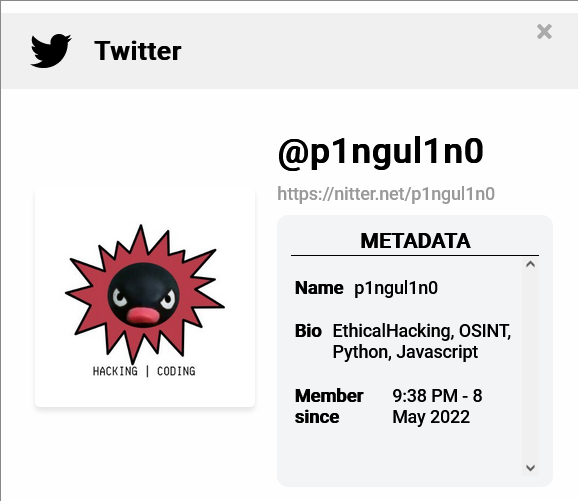 Twitter
×
@p1ngul1n0
https://nitter.net/p1ngul1n0
HACKING | CODING
METADATA
Name p1ngul1n0
Bio EthicalHacking, OSINT,
Python, Javascript
Member since 9:38 PM - 8
May 2022